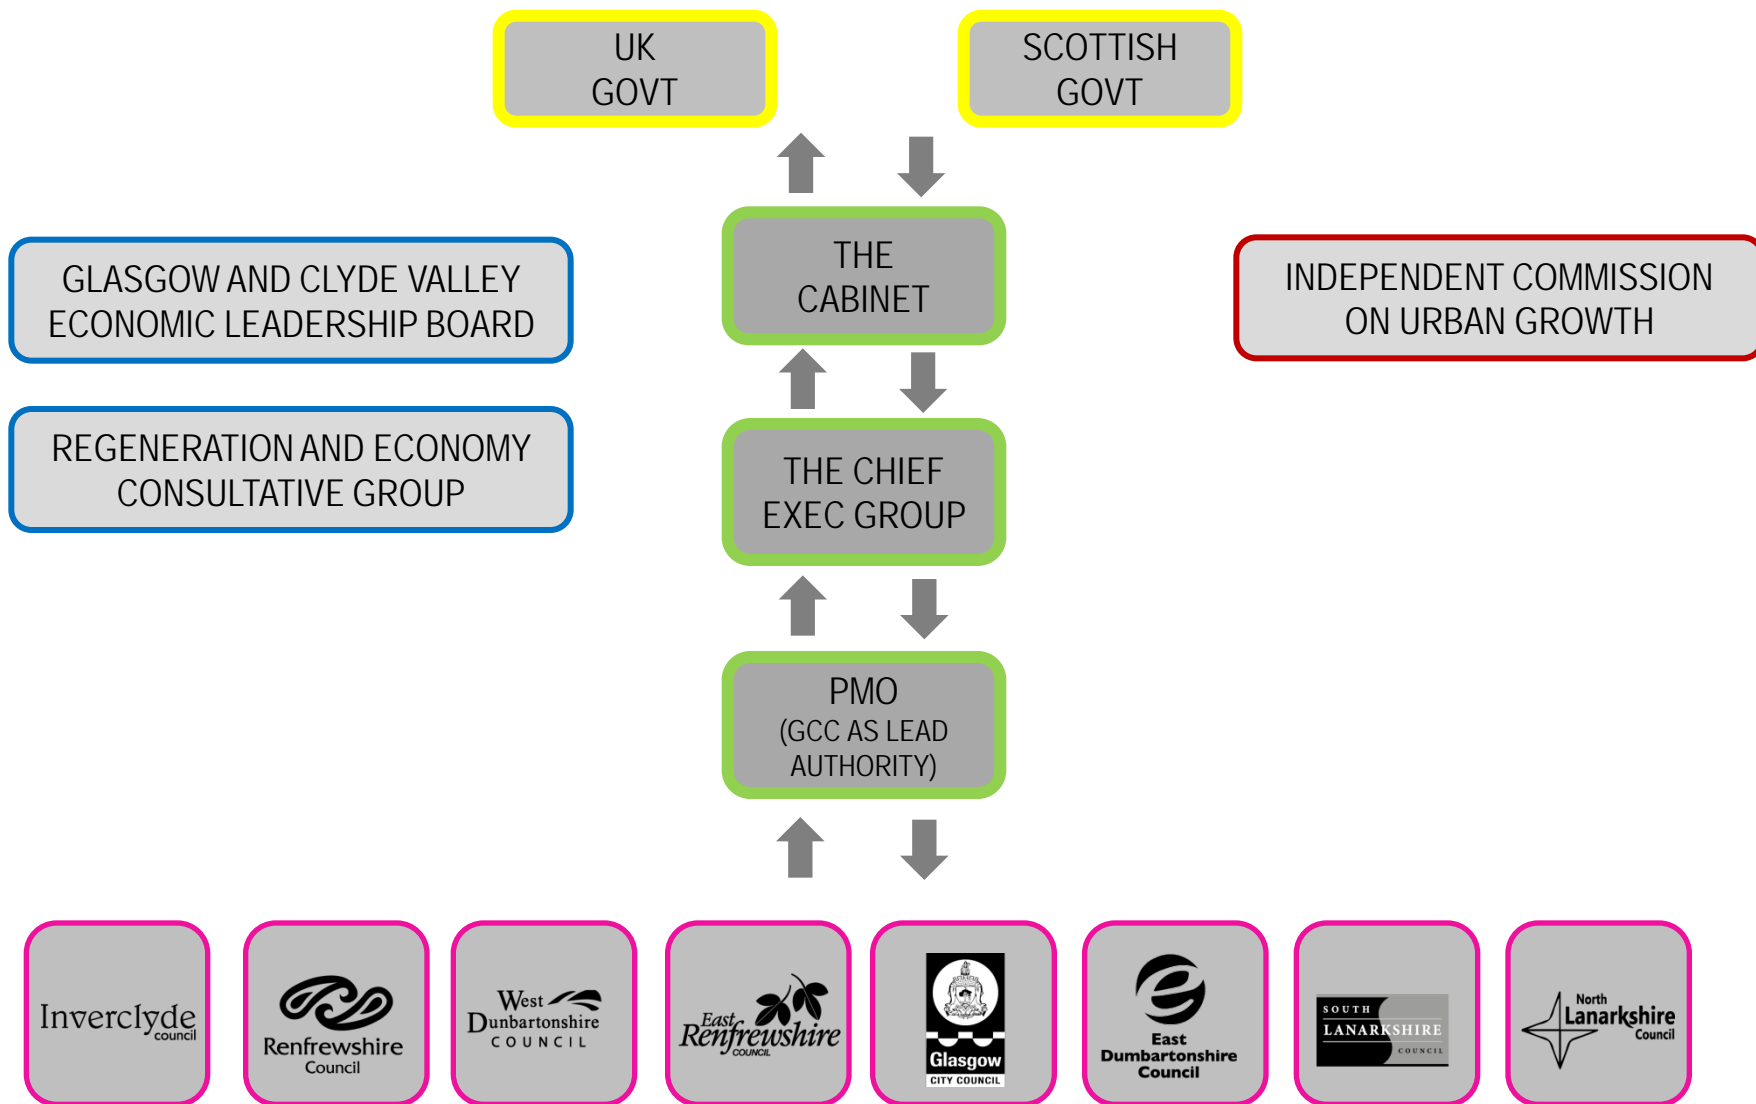 UK
GOVT
SCOTTISH
GOVT
THE
CABINET
GLASGOW AND CLYDE VALLEY
ECONOMIC LEADERSHIP BOARD
INDEPENDENT COMMISSION
ON URBAN GROWTH
REGENERATION AND ECONOMY
CONSULTATIVE GROUP
THE CHIEF
EXEC GROUP
PMO
(GCC AS LEAD
AUTHORITY)
Inverclyde
council
Renfrewshire
Council
West
Dunbartonshire
COUNCIL
East
Renfrewshire
COUNCIL
Glasgow
CITY COUNCIL
East
Dumbartonshire
Council
SOUTH
LANARKSHIRE
COUNCIL
North
Lanarkshire
Council